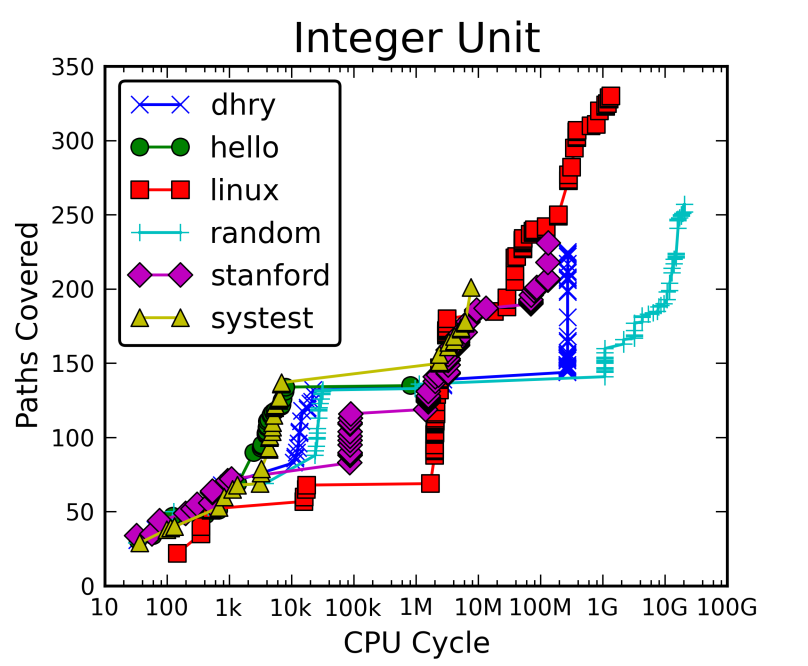 Integer Unit
350
300
250
200
150
100
50
0
Paths Covered
dhry
hello
linux
random
stanford
systest
10 100 1k 10k 100k 1M 10M 100M 1G 10G 100G
CPU Cycle